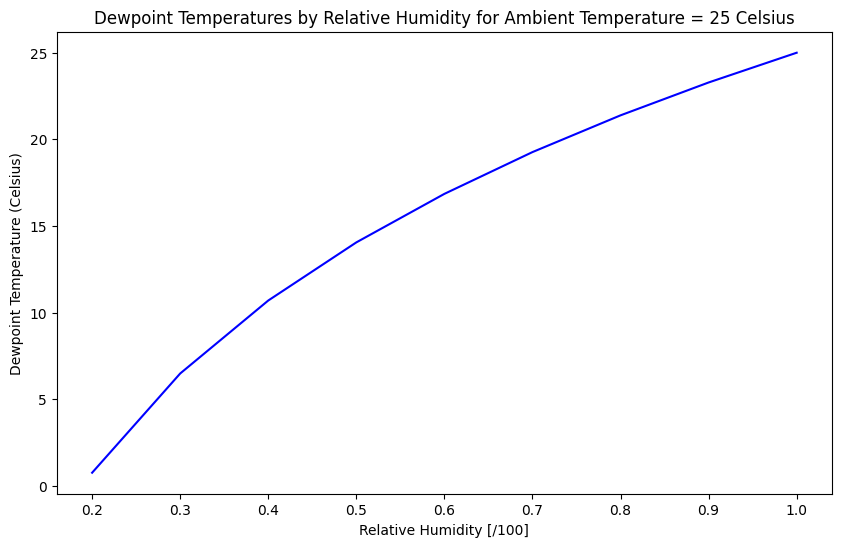 Dewpoint Temperatures by Relative Humidity for Ambient Temperature = 25 Celsius
25
20
15
10
5
0
Dewpoint Temperature (Celsius)
0.2 0.3 0.4 0.5 0.6 0.7 0.8 0.9 1.0
Relative Humidity [/100]